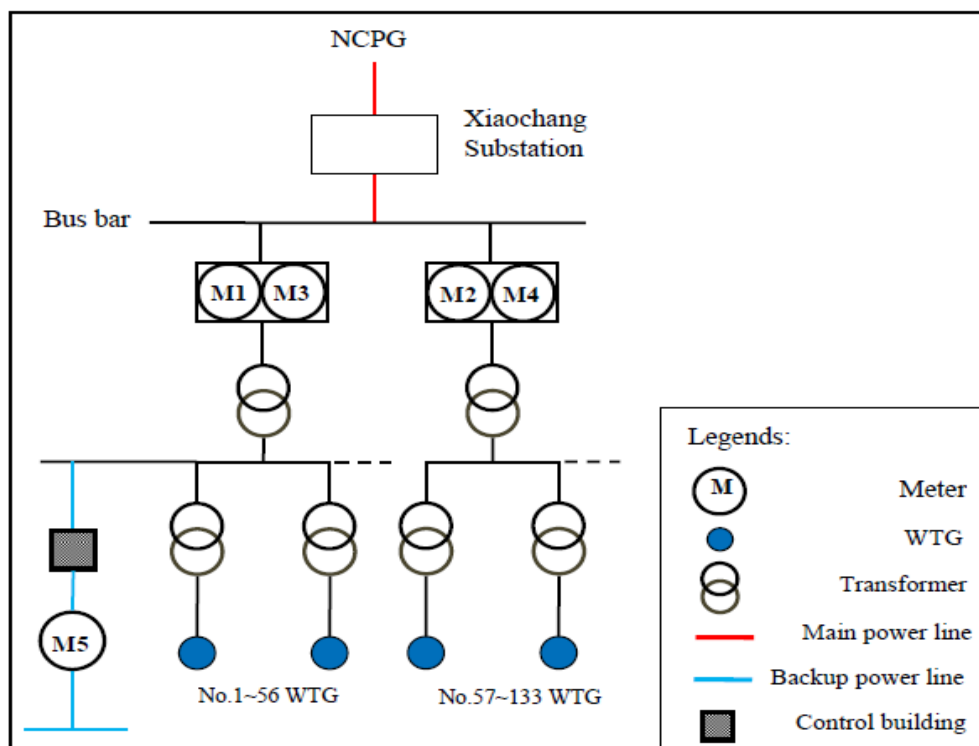 NCPG
Xiaochang
Substation
Bus bar
M1 M3 M2 M4
M5
No.1~56 WTG
No.57~133 WTG
Legends:
M Meter
WTG
Transformer
Main power line
Backup power line
Control building